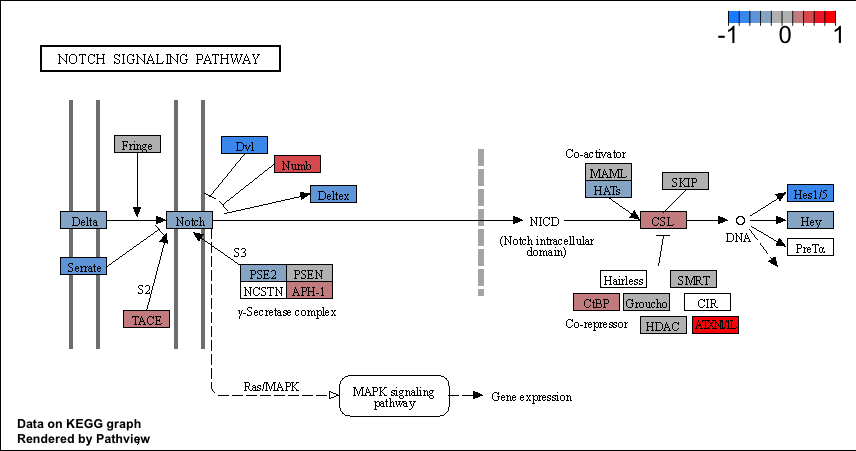 -1 0 1
NOTCH SIGNALING PATHWAY
Fringe
Dvl
Numb
Deltex
Delta
Notch
Serrate
S2
TACE
S3
PSE2 PSEN
NCSTN APH-1
γ-Secretase complex
NICD
(Notch intracellular
domain)
Co-activator
MAML
HATs
SKIP
CSL
DNA
Hes1/5
Hey
PreTα
Hairless
SMRT
CtBP
Groucho
CIR
Co-repressor
HDAC
ATXN1L
Ras/MAPK
MAPK signaling
pathway
Gene expression
Data on KEGG graph
Rendered by Pathview